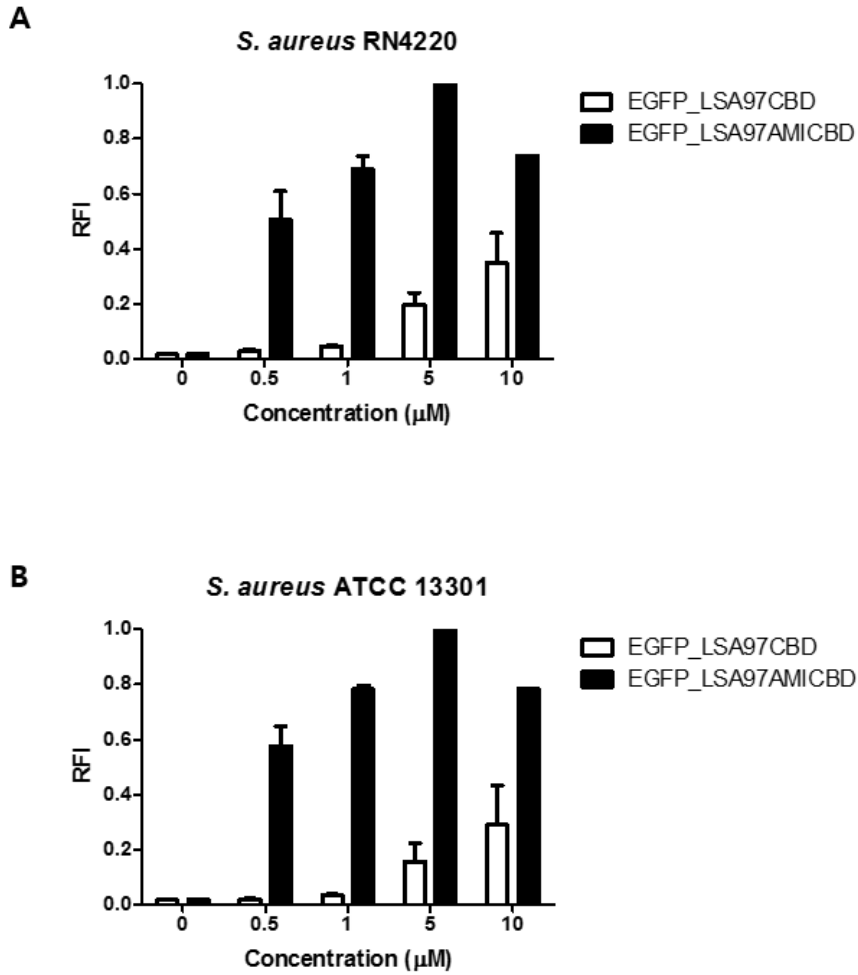 A
S. aureus RN4220
1.0
0.8
0.6
0.4
0.2
0.0
RFI
0 0.5 1 5 10
Concentration (μM)
EGFP_LSA97CBD
EGFP_LSA97AMICBD
B
S. aureus ATCC 13301
1.0
0.8
0.6
0.4
0.2
0.0
RFI
0 0.5 1 5 10
Concentration (μM)
EGFP_LSA97CBD
EGFP_LSA97AMICBD